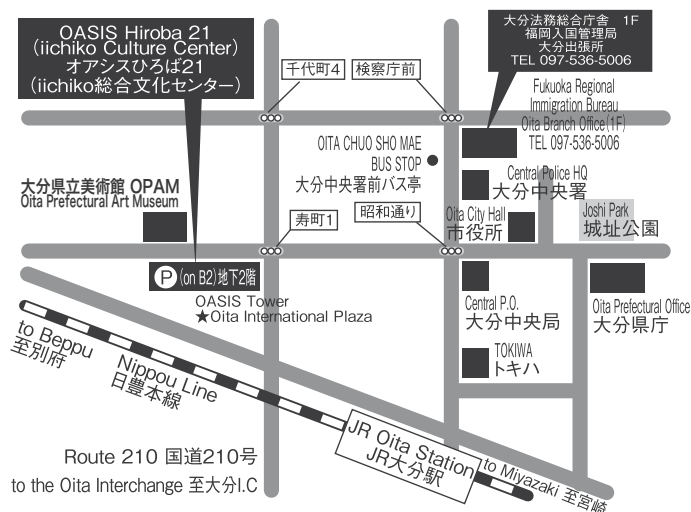 OASIS Hiroba 21
(iichiko Culture Center)
オアシスひろば21
(iichiko総合文化センター)
大分法務総合庁舎 1F
福岡入国管理局
大分出張所
TEL 097-536-5006
千代町4
検察庁前
Fukuoka Regional
Immigration Bureau
Oita Branch Office(1F)
TEL 097-536-5006
OITA CHUO SHO MAE
BUS STOP
大分中央署前バス亭
Central Police HQ
大分中央署
大分県立美術館 OPAM
Oita Prefectural Art Museum
寿町1
昭和通り
Oita City Hall
市役所
Joshi Park
城址公園
P (on B2)地下2階
OASIS Tower
★Oita International Plaza
Central P.O.
大分中央局
Oita Prefectural Office
大分県庁
TOKIWA
トキハ
to Beppu
至別府
Nippou Line
日豊本線
JR Oita Station
JR大分駅
to Miyazaki 至宮崎
Route 210 国道210号
to the Oita Interchange 至大分I.C